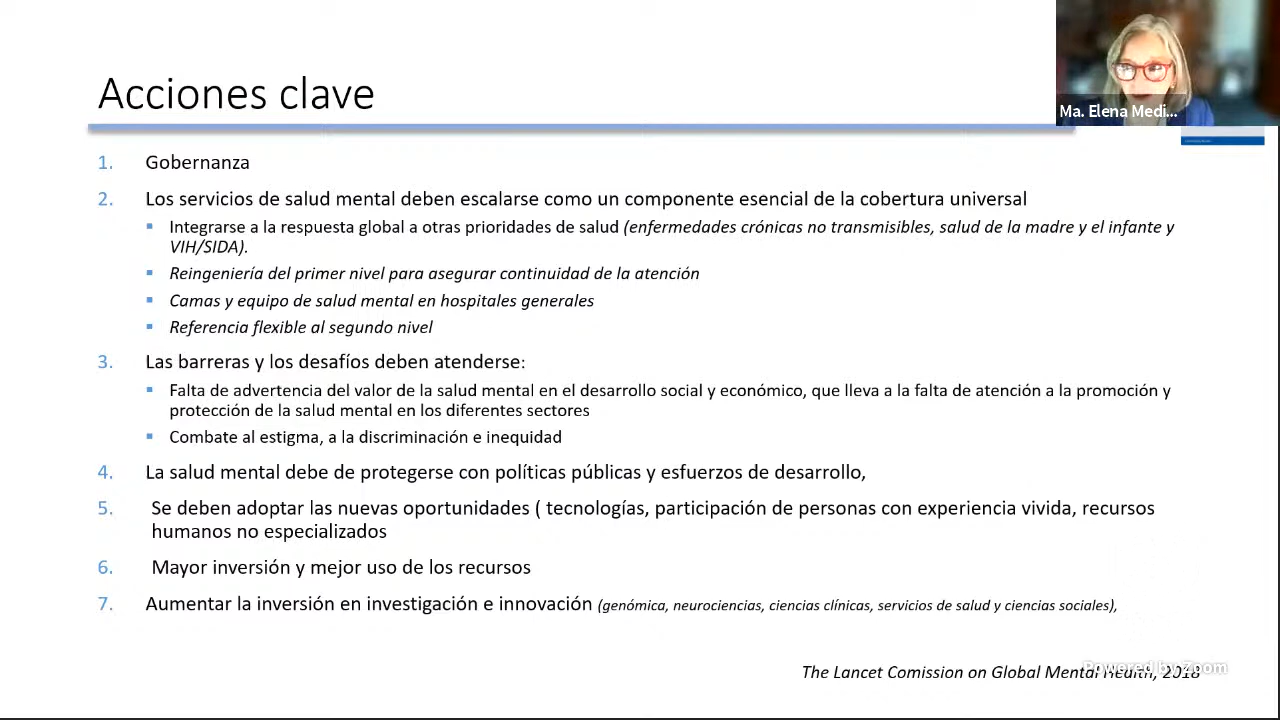 Acciones clave
Ma. Elena Medi...
1. Gobernanza
2. Los servicios de salud mental deben escalarse como un componente esencial de la cobertura universal
▪ Integrarse a la respuesta global a otras prioridades de salud (enfermedades crónicas no transmisibles, salud de la madre y el infante y
VIH/SIDA).
▪ Reingeniería del primer nivel para asegurar continuidad de la atención
▪ Camas y equipo de salud mental en hospitales generales
▪ Referencia flexible al segundo nivel
3. Las barreras y los desafíos deben atenderse:
▪ Falta de advertencia del valor de la salud mental en el desarrollo social y económico, que lleva a la falta de atención a la promoción y
protección de la salud mental en los diferentes sectores
▪ Combate al estigma, a la discriminación e inequidad
4. La salud mental debe de protegerse con políticas públicas y esfuerzos de desarrollo,
5. Se deben adoptar las nuevas oportunidades ( tecnologías, participación de personas con experiencia vivida, recursos
humanos no especializados
6. Mayor inversión y mejor uso de los recursos
7. Aumentar la inversión en investigación e innovación (genómica, neurociencias, ciencias clínicas, servicios de salud y ciencias sociales),
The Lancet Comission on Global Mental Health, 2018
Powered by Zoom